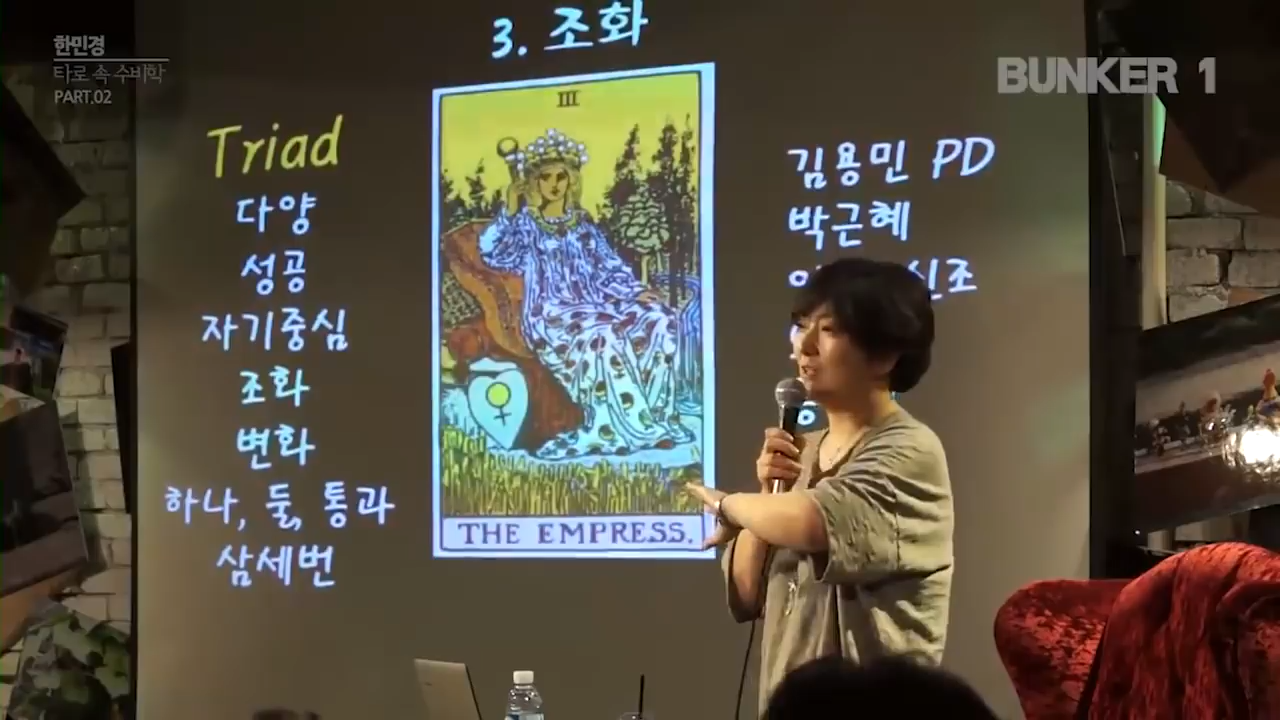 한민경
타로 속 수비학
PART.02
BUNKER 1
3. 조화
Triad
다양
성공
자기중심
조화
변화
하나, 둘, 통과
삼세번
III
THE EMPRESS.
김용민 PD
박근혜
신조